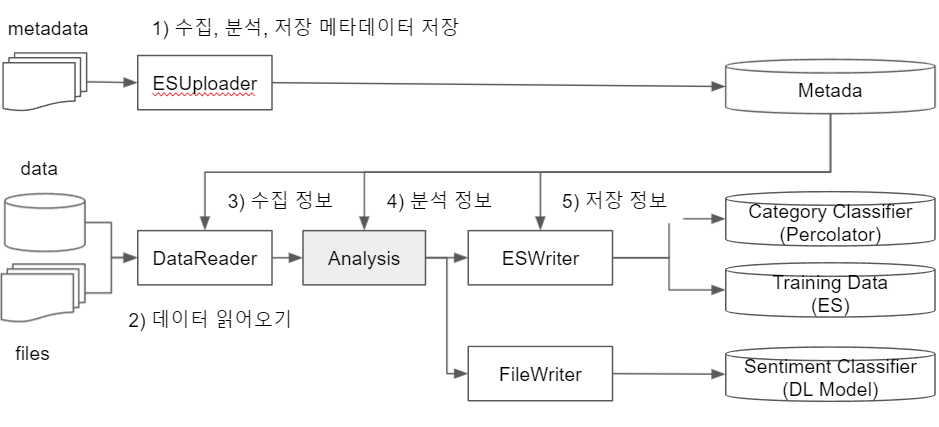 metadata
1) 수집, 분석, 저장 메타데이터 저장
ESUploader
Metada
data
3) 수집 정보
4) 분석 정보
5) 저장 정보
Category Classifier
(Percolator)
DataReader
Analysis
ESWriter
Training Data
(ES)
2) 데이터 읽어오기
files
FileWriter
Sentiment Classifier
(DL Model)